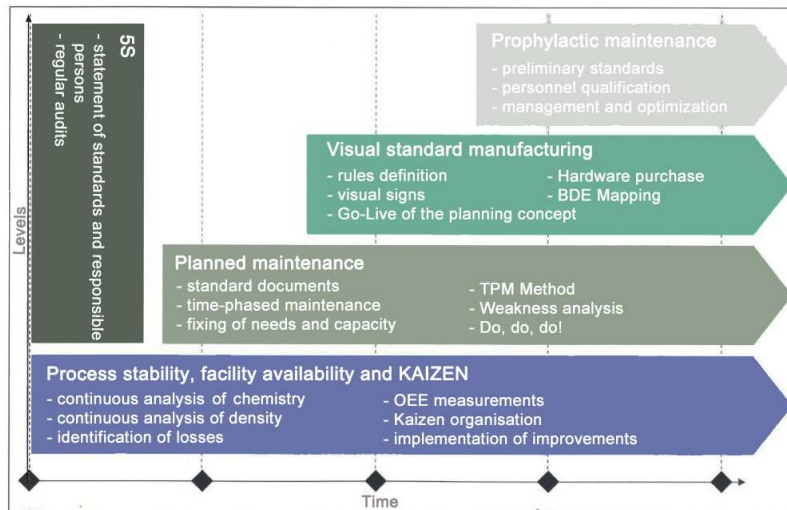 5S
- statement of standards and responsible
persons
- regular audits
Prophylactic maintenance
- preliminary standards
- personnel qualification
- management and optimization
Visual standard manufacturing
- rules definition
- visual signs
- Go-Live of the planning concept
- Hardware purchase
- BDE Mapping
Planned maintenance
- standard documents
- time-phased maintenance
- fixing of needs and capacity
- TPM Method
- Weakness analysis
- Do, do, do!
Process stability, facility availability and KAIZEN
- continuous analysis of chemistry
- continuous analysis of density
- identification of losses
- OEE measurements
- Kaizen organisation
- implementation of improvements
Levels
Time